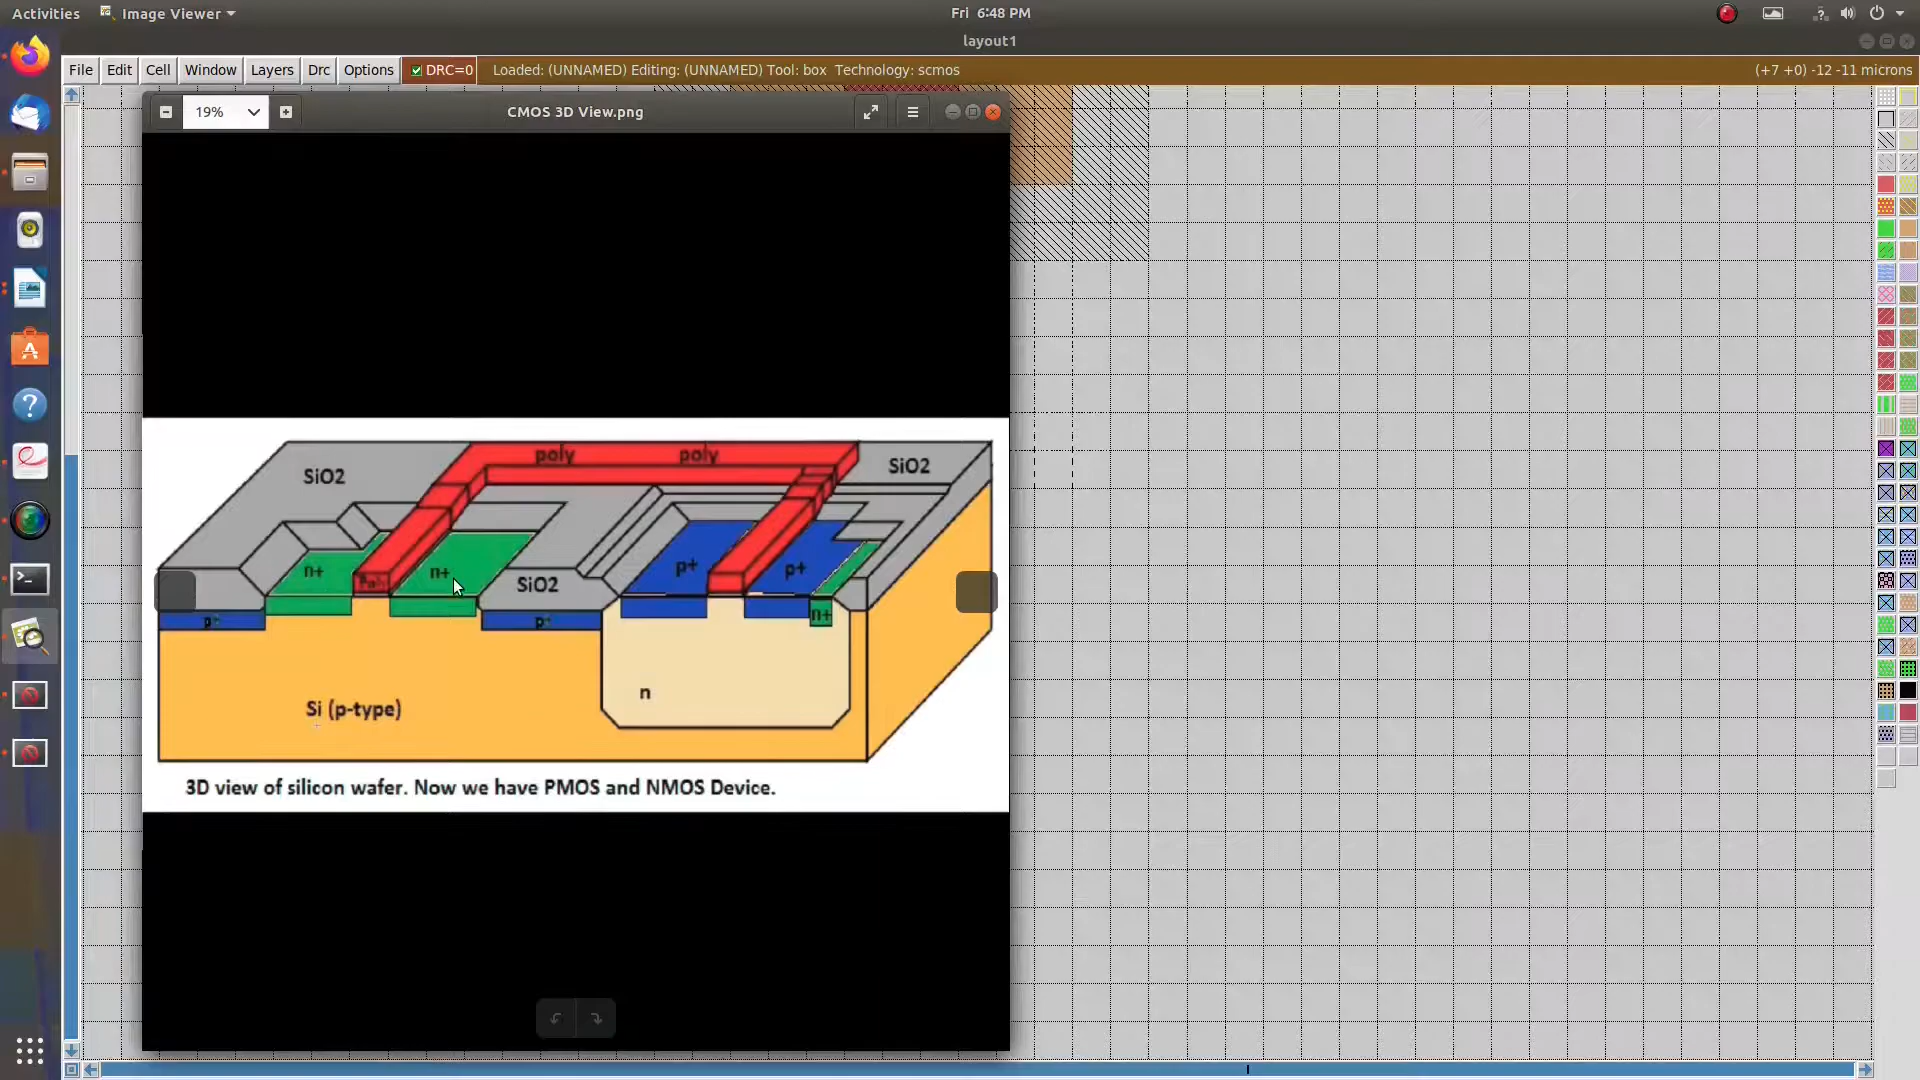 Activities Image Viewer Fri 6:48 PM
layout1
File Edit Cell Window Layers Drc Options DRC=0 Loaded: (UNNAMED) Editing: (UNNAMED) Tool: box Technology: scmos (+7 +0) -12 -11 microns
19% CMOS 3D View.png
poly poly
SiO2 SiO2
n+ Poly n+ SiO2 p+ p+
p+ p+ n+
n
Si (p-type)
3D view of silicon wafer. Now we have PMOS and NMOS Device.